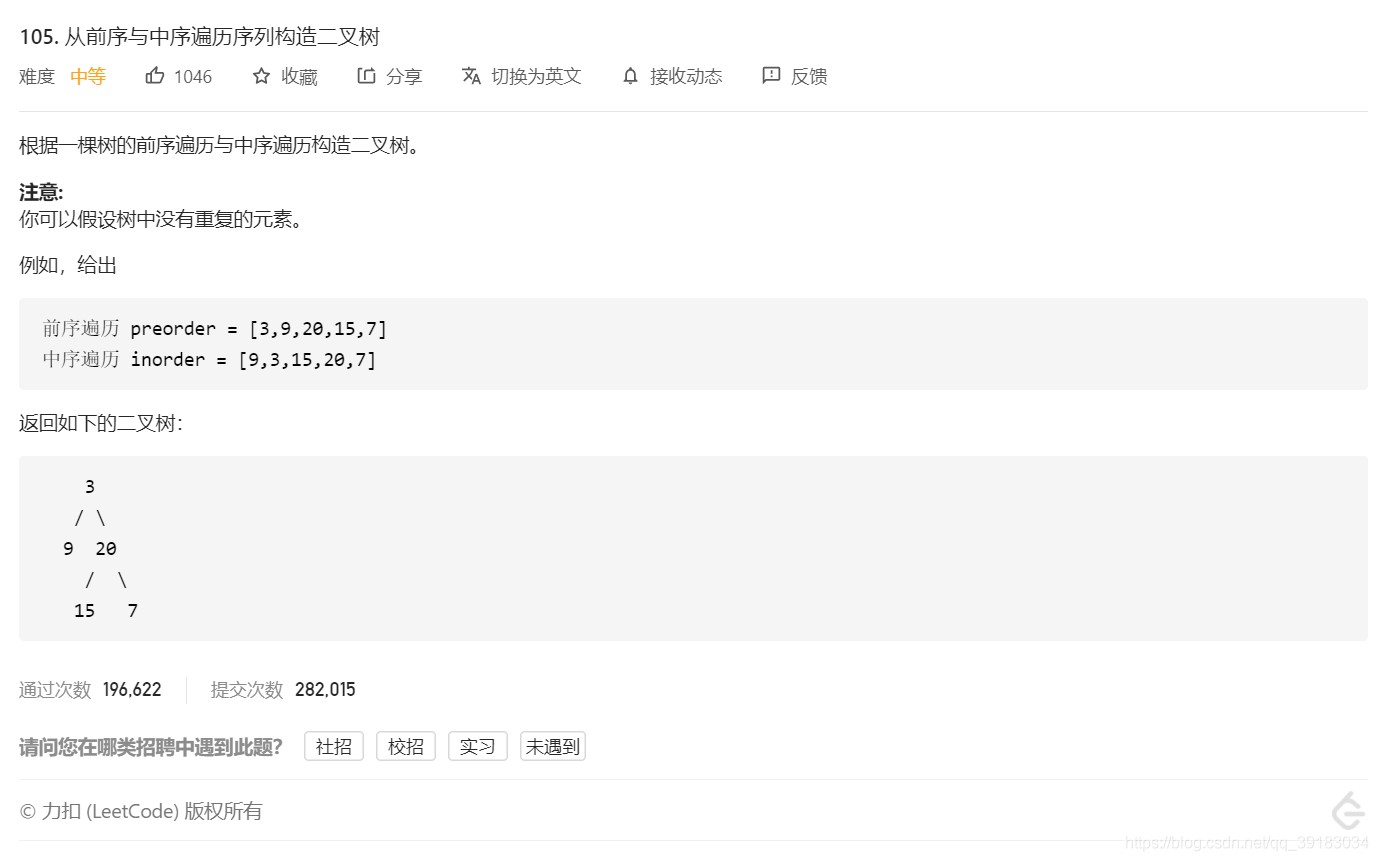 105. 从前序与中序遍历序列构造二叉树
难度 中等 1046 收藏 分享 切换为英文 接收动态 反馈
根据一棵树的前序遍历与中序遍历构造二叉树。
注意:
你可以假设树中没有重复的元素。
例如，给出
前序遍历 preorder = [3,9,20,15,7]
中序遍历 inorder = [9,3,15,20,7]
返回如下的二叉树：
3
/ \
9 20
/ \
15 7
通过次数 196,622 提交次数 282,015
请问您在哪类招聘中遇到此题？ 社招 校招 实习 未遇到
© 力扣 (LeetCode) 版权所有
https://blog.csdn.net/qq_39183034